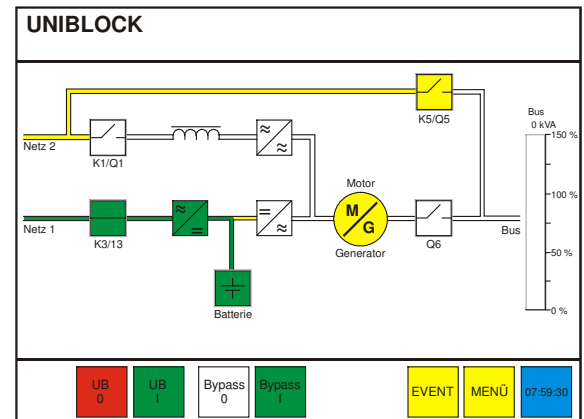 UNIBLOCK
K5/Q5
Bus
0 kVA
150 %
100 %
50 %
0 %
Netz 2
K1/Q1
Motor
M
G
Generator
Netz 1
K3/13
Q6
Bus
Batterie
UB
0
UB
I
Bypass
0
Bypass
I
EVENT
MENÜ
07:59:30